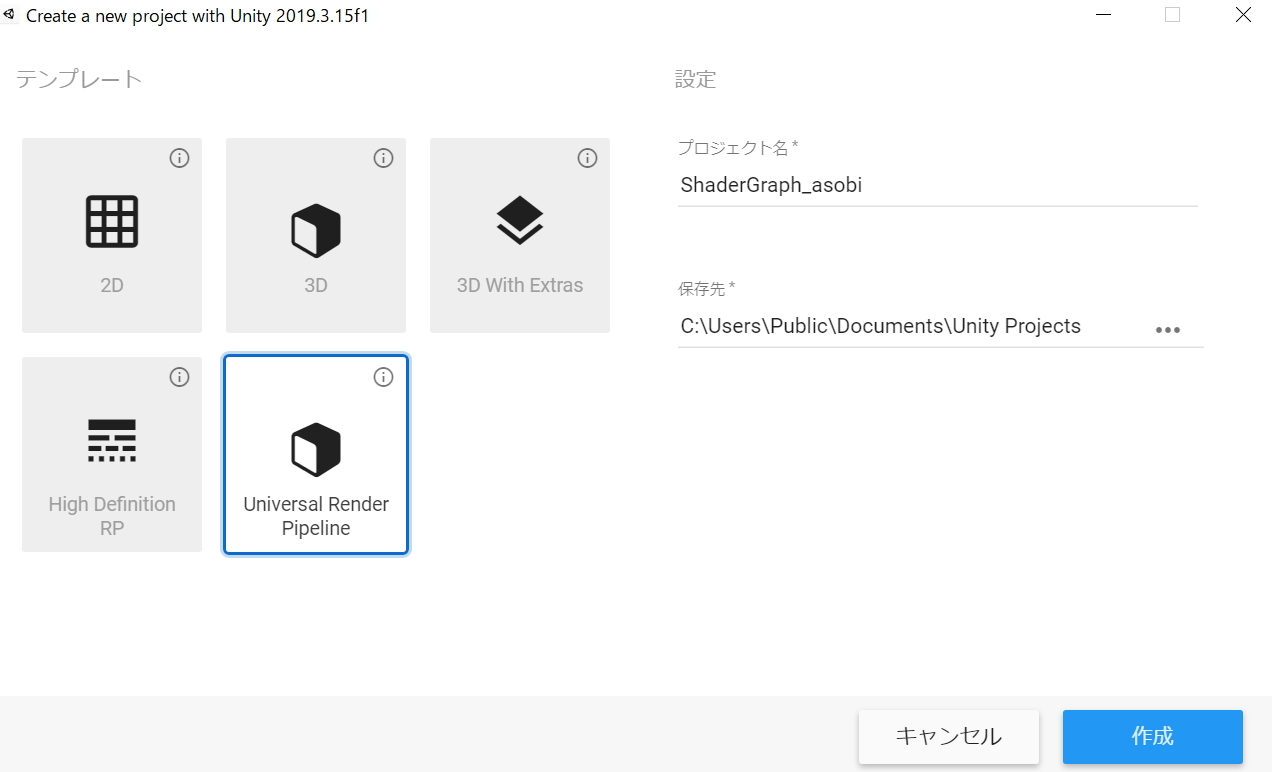 Create a new project with Unity 2019.3.15f1
テンプレート
2D
3D
3D With Extras
High Definition
RP
Universal Render
Pipeline
設定
プロジェクト名 *
ShaderGraph_asobi
保存先 *
C:\Users\Public\Documents\Unity Projects
キャンセル
作成